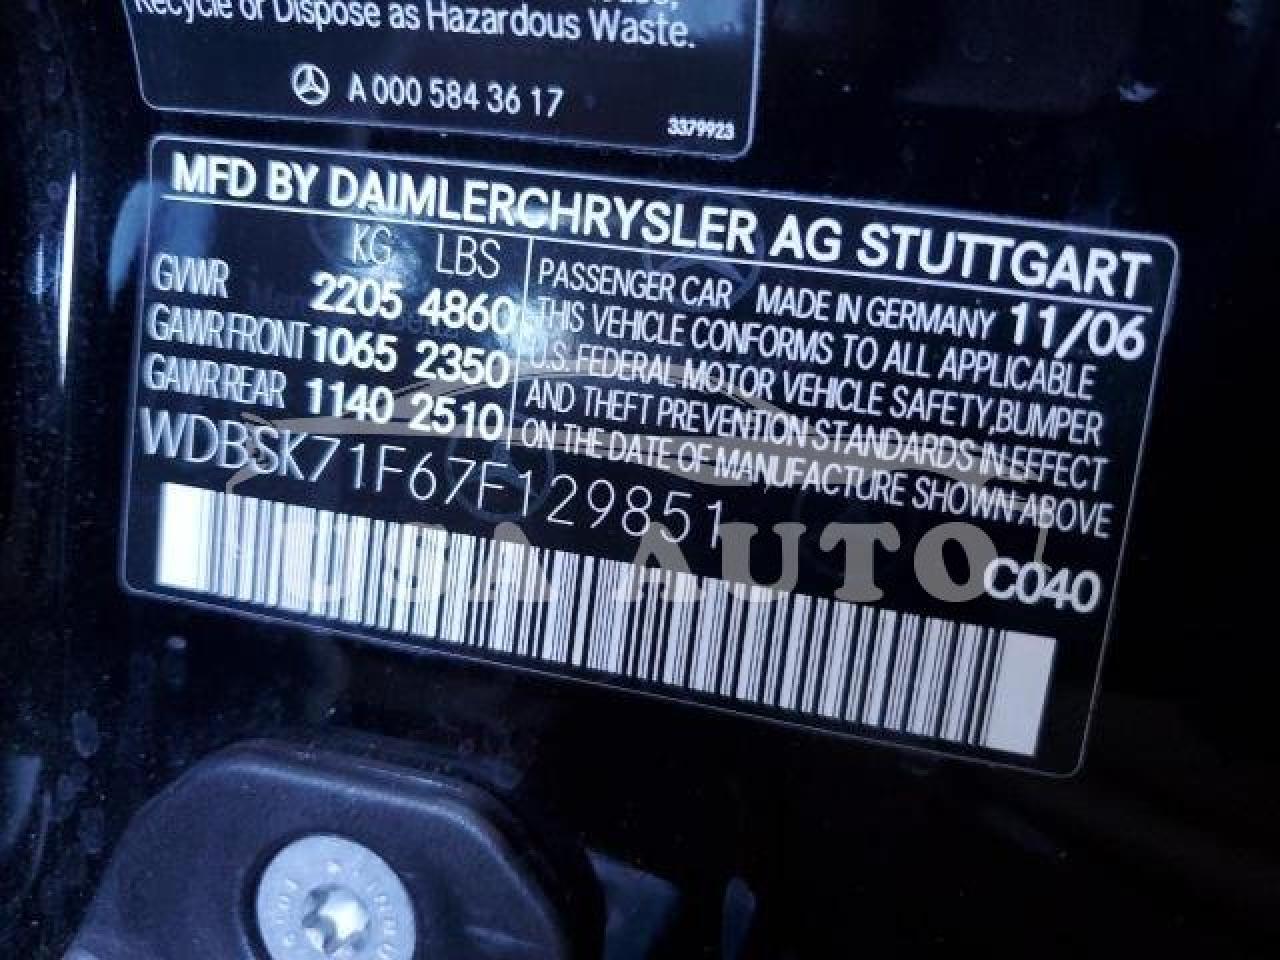 Recycle or Dispose as Hazardous Waste.
A 000 584 36 17
3379923
MFD BY DAIMLERCHRYSLER AG STUTTGART
KG LBS
GVWR 2205 4860
GAWR FRONT 1065 2350
GAWR REAR 1140 2510
PASSENGER CAR MADE IN GERMANY 11/06
THIS VEHICLE CONFORMS TO ALL APPLICABLE
U.S. FEDERAL MOTOR VEHICLE SAFETY,BUMPER
AND THEFT PREVENTION STANDARDS IN EFFECT
ON THE DATE OF MANUFACTURE SHOWN ABOVE
WDBSK71F67F129851
C040
USA AUTO